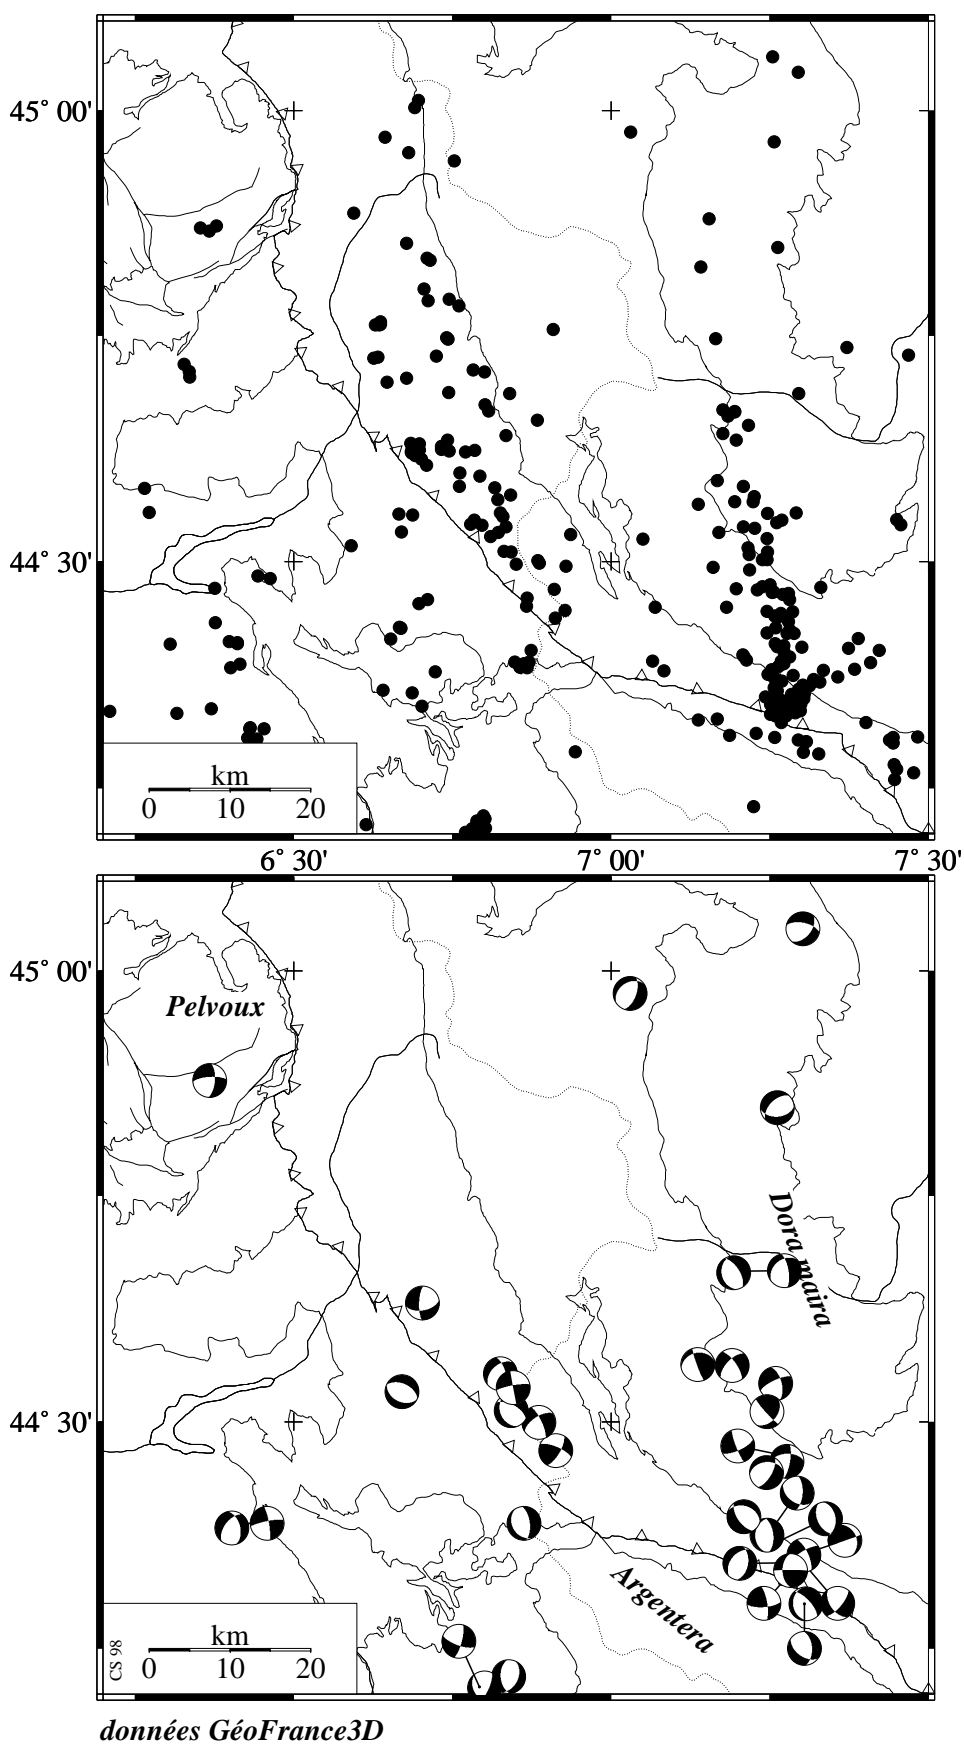 45° 00'
44° 30'
km
0 10 20
6° 30' 7° 00' 7° 30'
45° 00'
Pelvoux
Dora maira
44° 30'
Argentera
CS 98
km
0 10 20
données GéoFrance3D